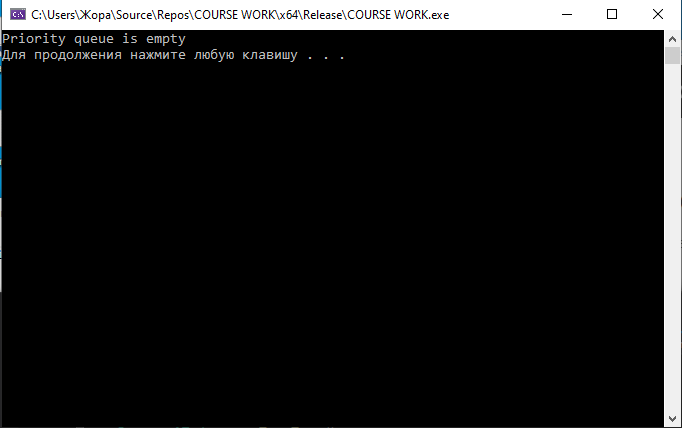 C:\Users\Жора\Source\Repos\COURSE WORK\x64\Release\COURSE WORK.exe
Priority queue is empty
Для продолжения нажмите любую клавишу . . .